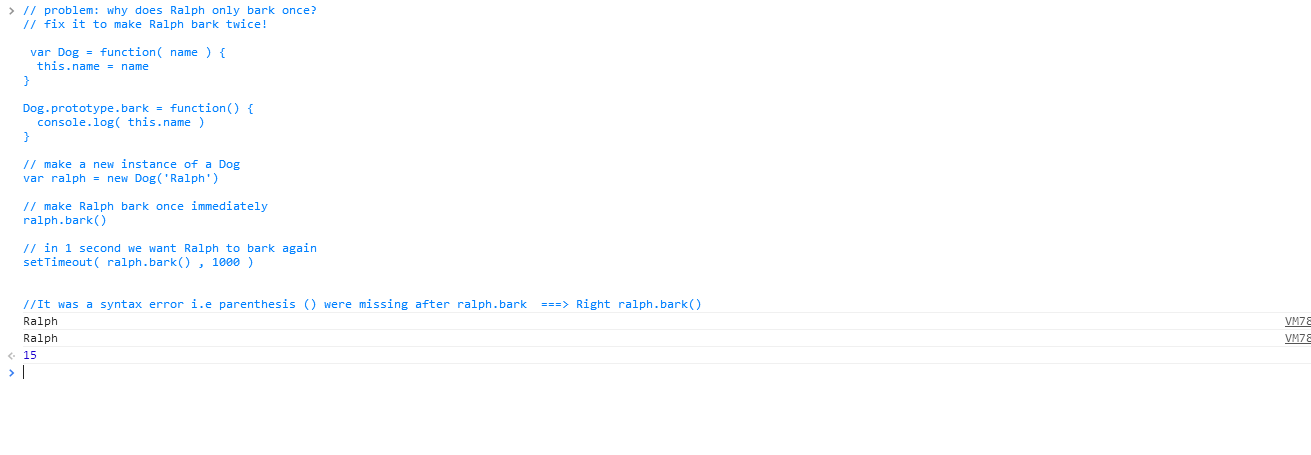 // problem: why does Ralph only bark once?
// fix it to make Ralph bark twice!
var Dog = function( name ) {
this.name = name
}
Dog.prototype.bark = function() {
console.log( this.name )
}
// make a new instance of a Dog
var ralph = new Dog('Ralph')
// make Ralph bark once immediately
ralph.bark()
// in 1 second we want Ralph to bark again
setTimeout( ralph.bark() , 1000 )
//It was a syntax error i.e parenthesis () were missing after ralph.bark  ===> Right ralph.bark()
Ralph VM78
Ralph VM78
15